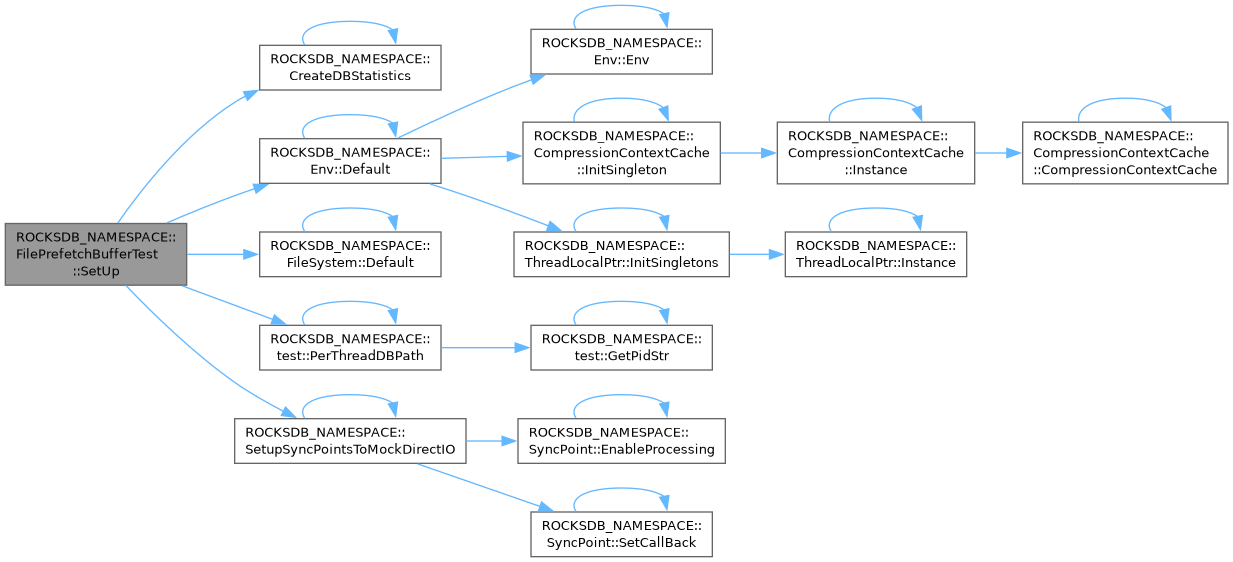 ROCKSDB_NAMESPACE::
FilePrefetchBufferTest
::SetUp
ROCKSDB_NAMESPACE::
CreateDBStatistics
ROCKSDB_NAMESPACE::
Env::Default
ROCKSDB_NAMESPACE::
Env::Env
ROCKSDB_NAMESPACE::
CompressionContextCache
::InitSingleton
ROCKSDB_NAMESPACE::
CompressionContextCache
::Instance
ROCKSDB_NAMESPACE::
CompressionContextCache
::CompressionContextCache
ROCKSDB_NAMESPACE::
ThreadLocalPtr::InitSingletons
ROCKSDB_NAMESPACE::
ThreadLocalPtr::Instance
ROCKSDB_NAMESPACE::
FileSystem::Default
ROCKSDB_NAMESPACE::
test::PerThreadDBPath
ROCKSDB_NAMESPACE::
test::GetPidStr
ROCKSDB_NAMESPACE::
SetupSyncPointsToMockDirectIO
ROCKSDB_NAMESPACE::
SyncPoint::EnableProcessing
ROCKSDB_NAMESPACE::
SyncPoint::SetCallBack